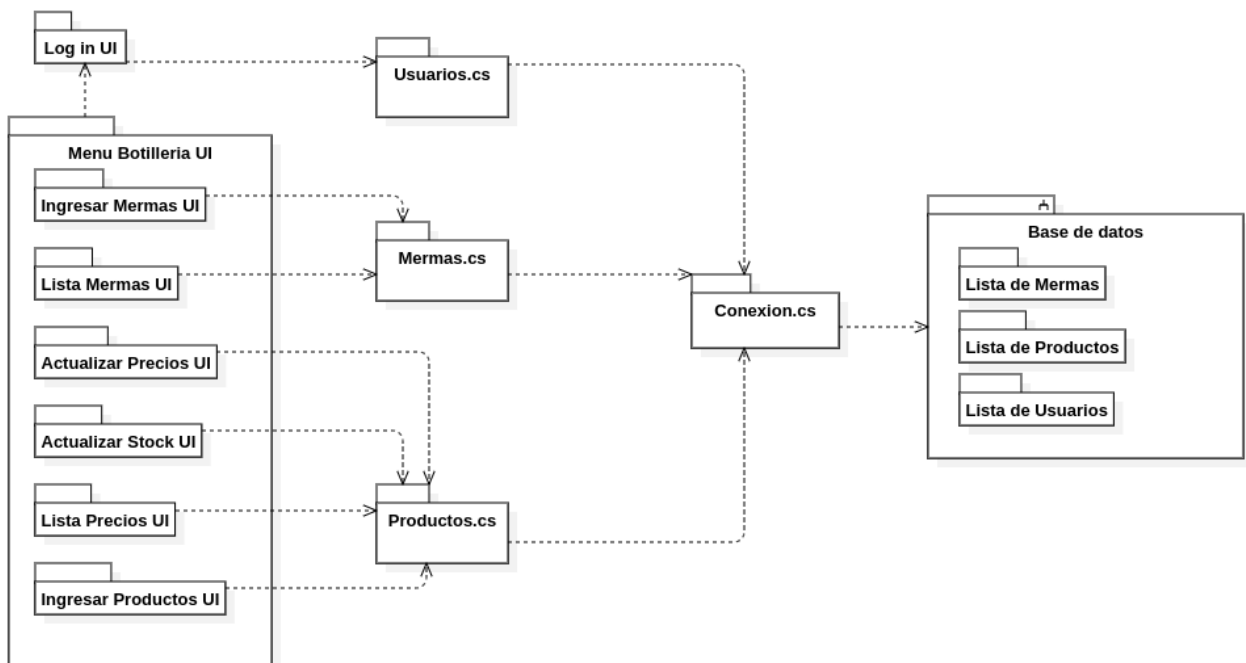 Log in UI
Usuarios.cs
Menu Botilleria UI
Ingresar Mermas UI
Lista Mermas UI
Actualizar Precios UI
Actualizar Stock UI
Lista Precios UI
Ingresar Productos UI
Mermas.cs
Productos.cs
Conexion.cs
Base de datos
Lista de Mermas
Lista de Productos
Lista de Usuarios